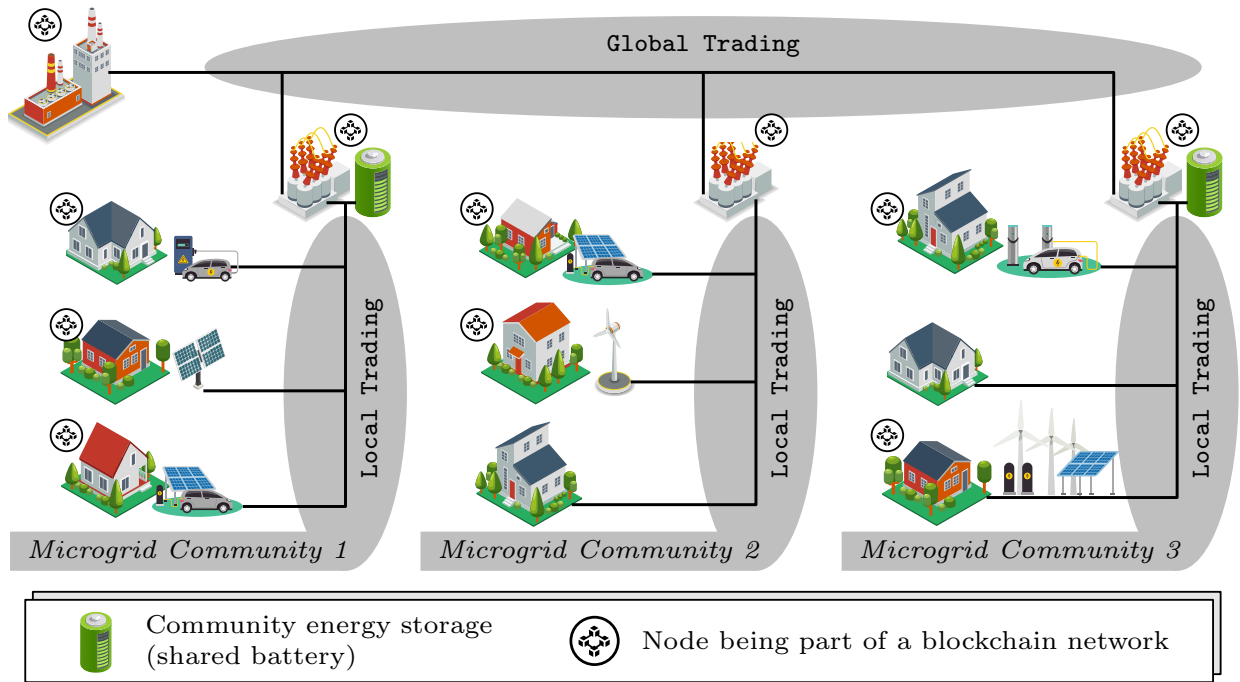 Global Trading
Local Trading
Local Trading
Local Trading
Microgrid Community 1
Microgrid Community 2
Microgrid Community 3
Community energy storage
(shared battery)
Node being part of a blockchain network